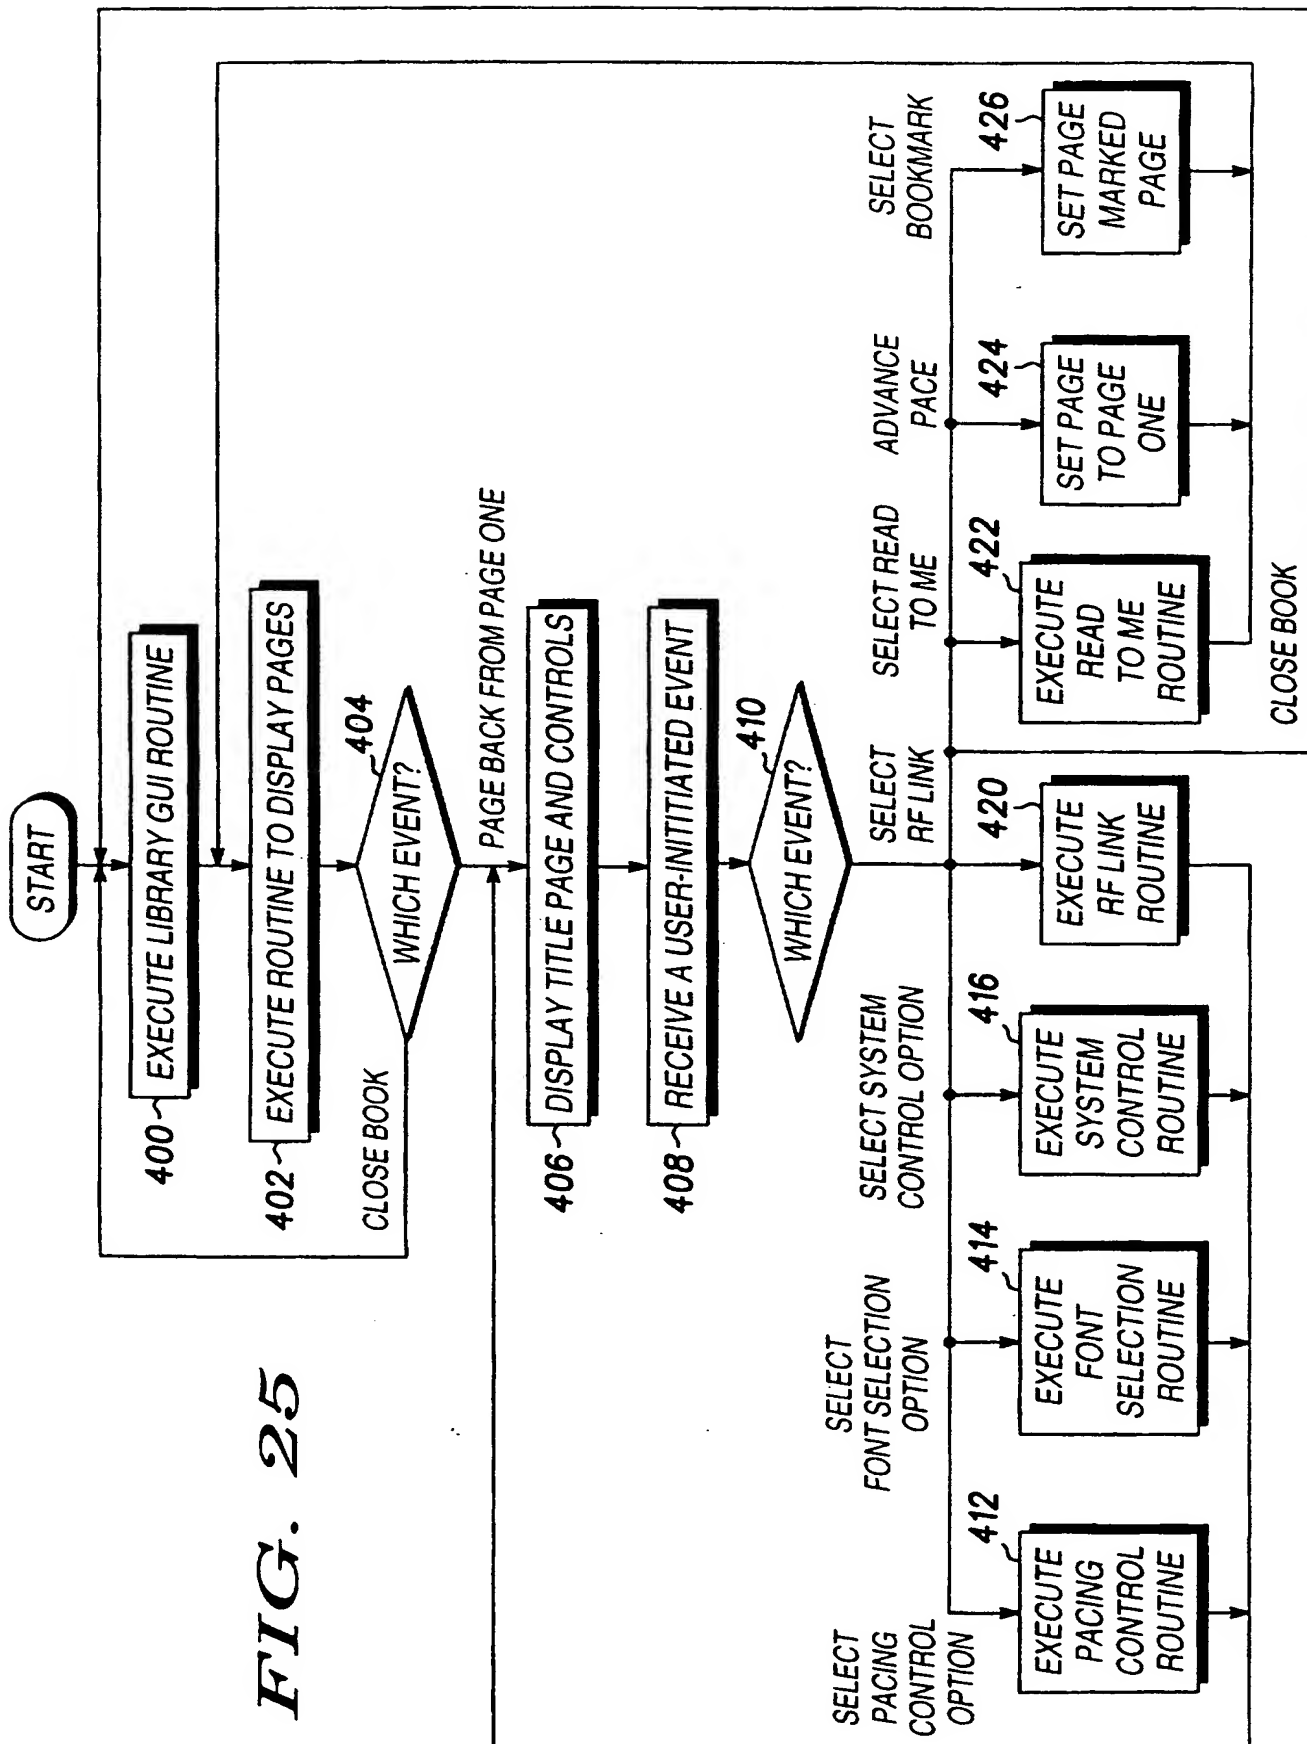 START
400
EXECUTE LIBRARY GUI ROUTINE
402
EXECUTE ROUTINE TO DISPLAY PAGES
404
WHICH EVENT?
CLOSE BOOK
PAGE BACK FROM PAGE ONE
406
DISPLAY TITLE PAGE AND CONTROLS
408
RECEIVE A USER-INITIATED EVENT
410
WHICH EVENT?
SELECT
PACING
CONTROL
OPTION
SELECT
FONT SELECTION
OPTION
SELECT SYSTEM
CONTROL OPTION
SELECT
RF LINK
SELECT READ
TO ME
ADVANCE
PACE
SELECT
BOOKMARK
412
EXECUTE
PACING
CONTROL
ROUTINE
414
EXECUTE
FONT
SELECTION
ROUTINE
416
EXECUTE
SYSTEM
CONTROL
ROUTINE
420
EXECUTE
RF LINK
ROUTINE
422
EXECUTE
READ
TO ME
ROUTINE
424
SET PAGE
TO PAGE
ONE
426
SET PAGE
MARKED
PAGE
CLOSE BOOK
FIG. 25